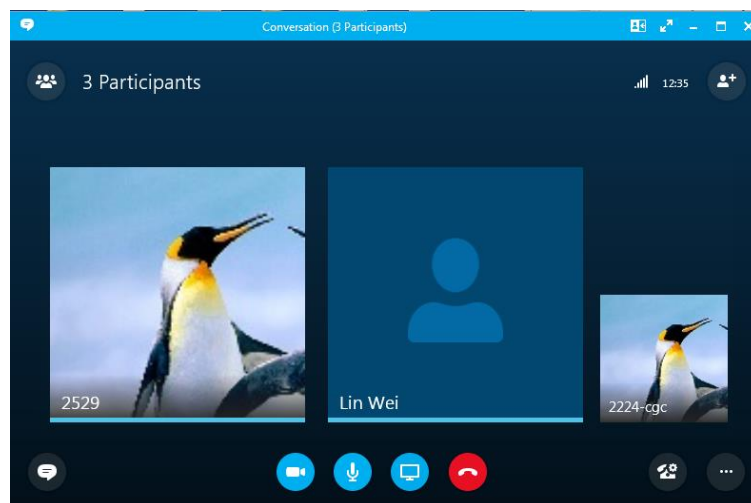 Conversation (3 Participants)
3 Participants
12:35
2529
Lin Wei
2224-cgc